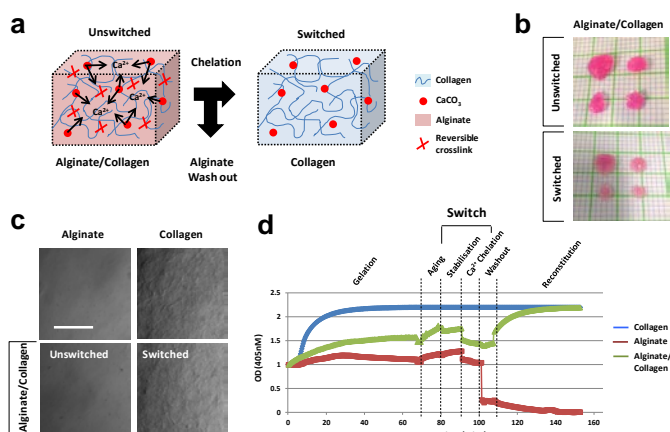 a
Unswitched
Switched
Ca²⁺
Ca²⁺
Ca²⁺
Chelation
Alginate
Wash out
Alginate/Collagen
Collagen
Collagen
CaCO₃
Alginate
Reversible
crosslink
b
Alginate/Collagen
Unswitched
Switched
c
Alginate
Collagen
Alginate/Collagen
Unswitched
Switched
d
Switch
Gelation
Aging
Stabilisation
Ca²⁺ Chelation
Washout
Reconstitution
OD (405nM)
2.5
2
1.5
1
0.5
0
0
20
40
60
80
100
120
140
160
Collagen
Alginate
Alginate/
Collagen